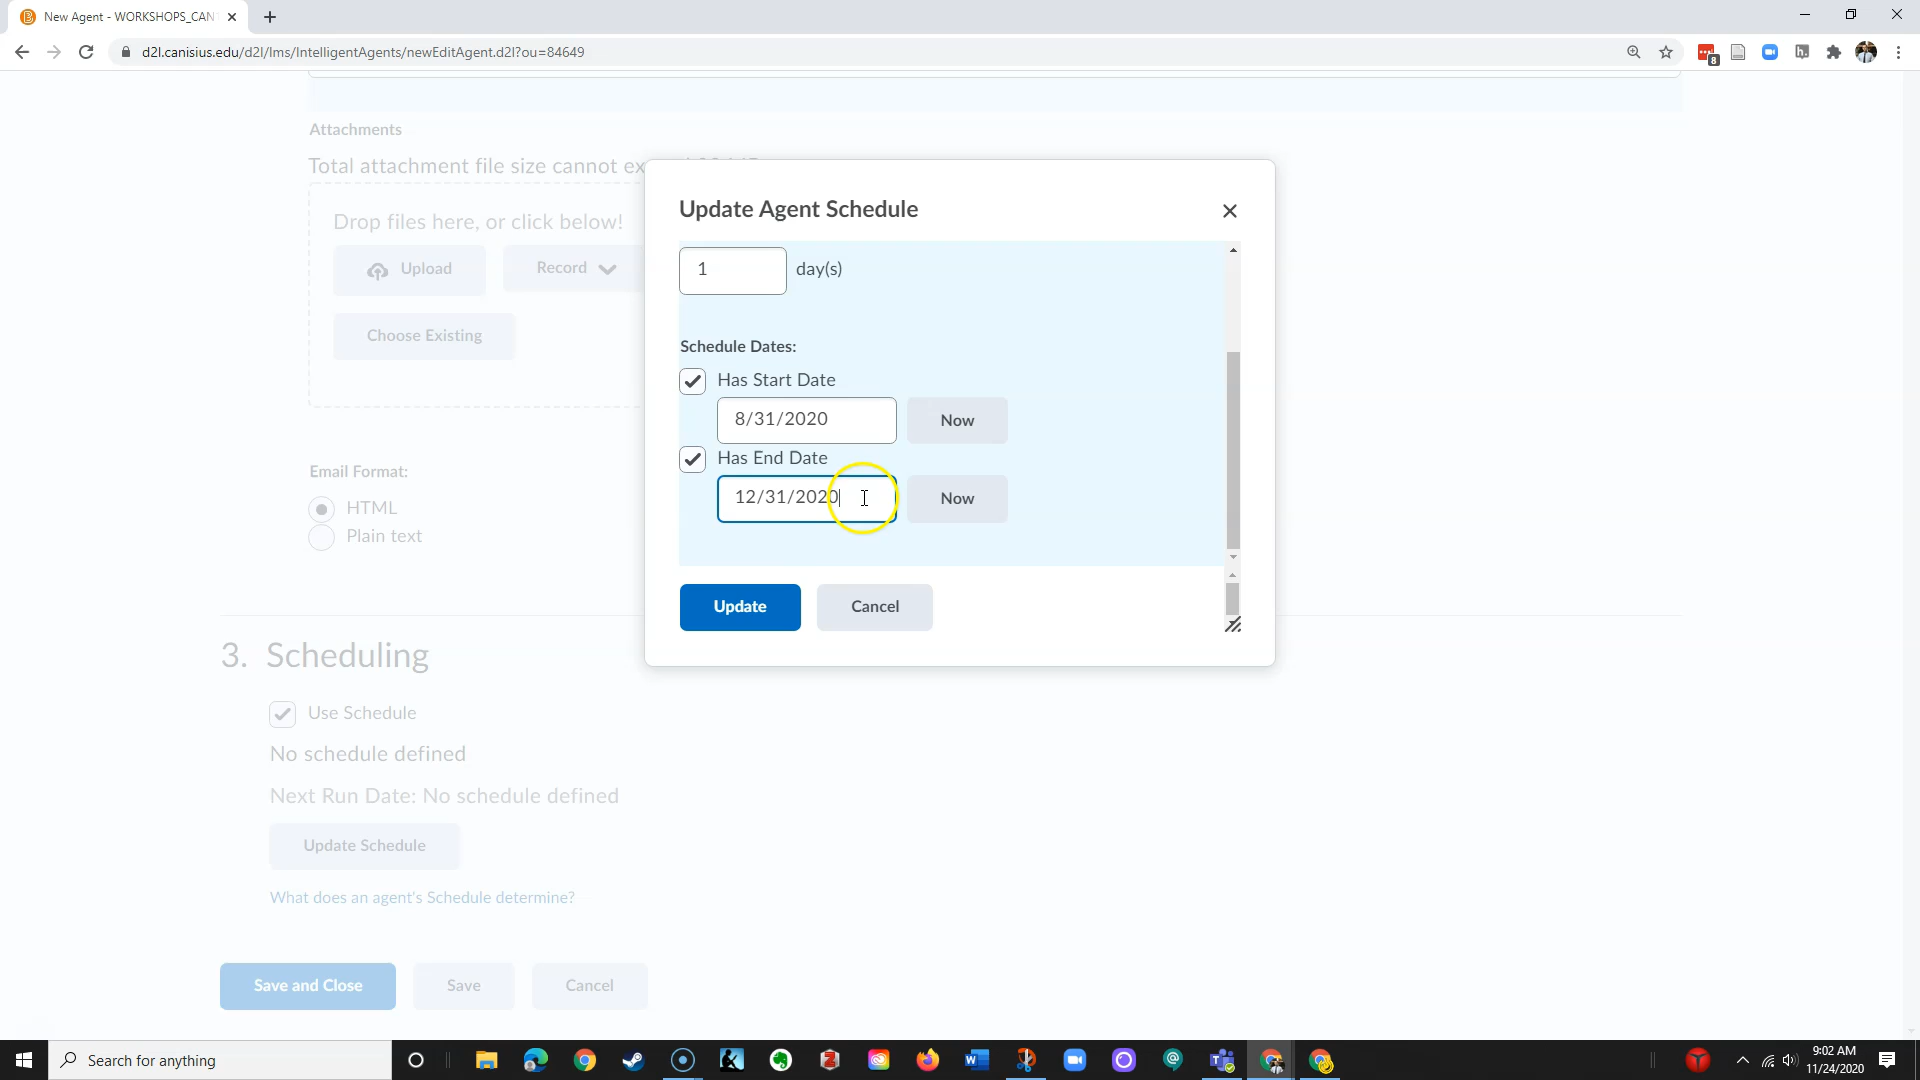 New Agent - WORKSHOPS_CAN
d2l.canisius.edu/d2l/lms/IntelligentAgents/newEditAgent.d2l?ou=84649
8
Attachments
Total attachment file size cannot ex
Drop files here, or click below!
Upload
Record
Choose Existing
Email Format:
HTML
Plain text
Update Agent Schedule
1
day(s)
Schedule Dates:
Has Start Date
8/31/2020
Now
Has End Date
12/31/2020
Now
Update
Cancel
3. Scheduling
Use Schedule
No schedule defined
Next Run Date: No schedule defined
Update Schedule
What does an agent's Schedule determine?
Save and Close
Save
Cancel
Search for anything
9:02 AM
11/24/2020